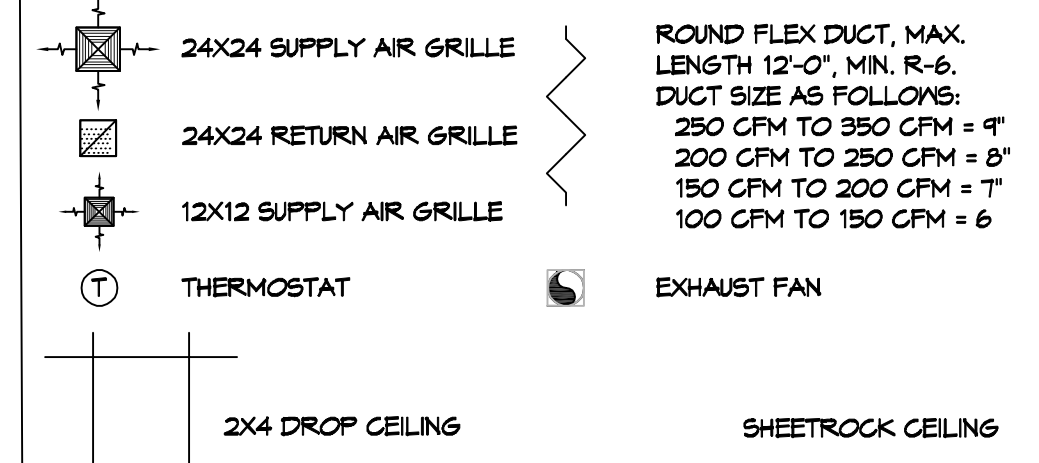 24X24 SUPPLY AIR GRILLE
24X24 RETURN AIR GRILLE
12X12 SUPPLY AIR GRILLE
T
THERMOSTAT
2X4 DROP CEILING
ROUND FLEX DUCT, MAX.
LENGTH 12'-0", MIN. R-6.
DUCT SIZE AS FOLLOWS:
250 CFM TO 350 CFM = 9"
200 CFM TO 250 CFM = 8"
150 CFM TO 200 CFM = 7"
100 CFM TO 150 CFM = 6
EXHAUST FAN
SHEETROCK CEILING